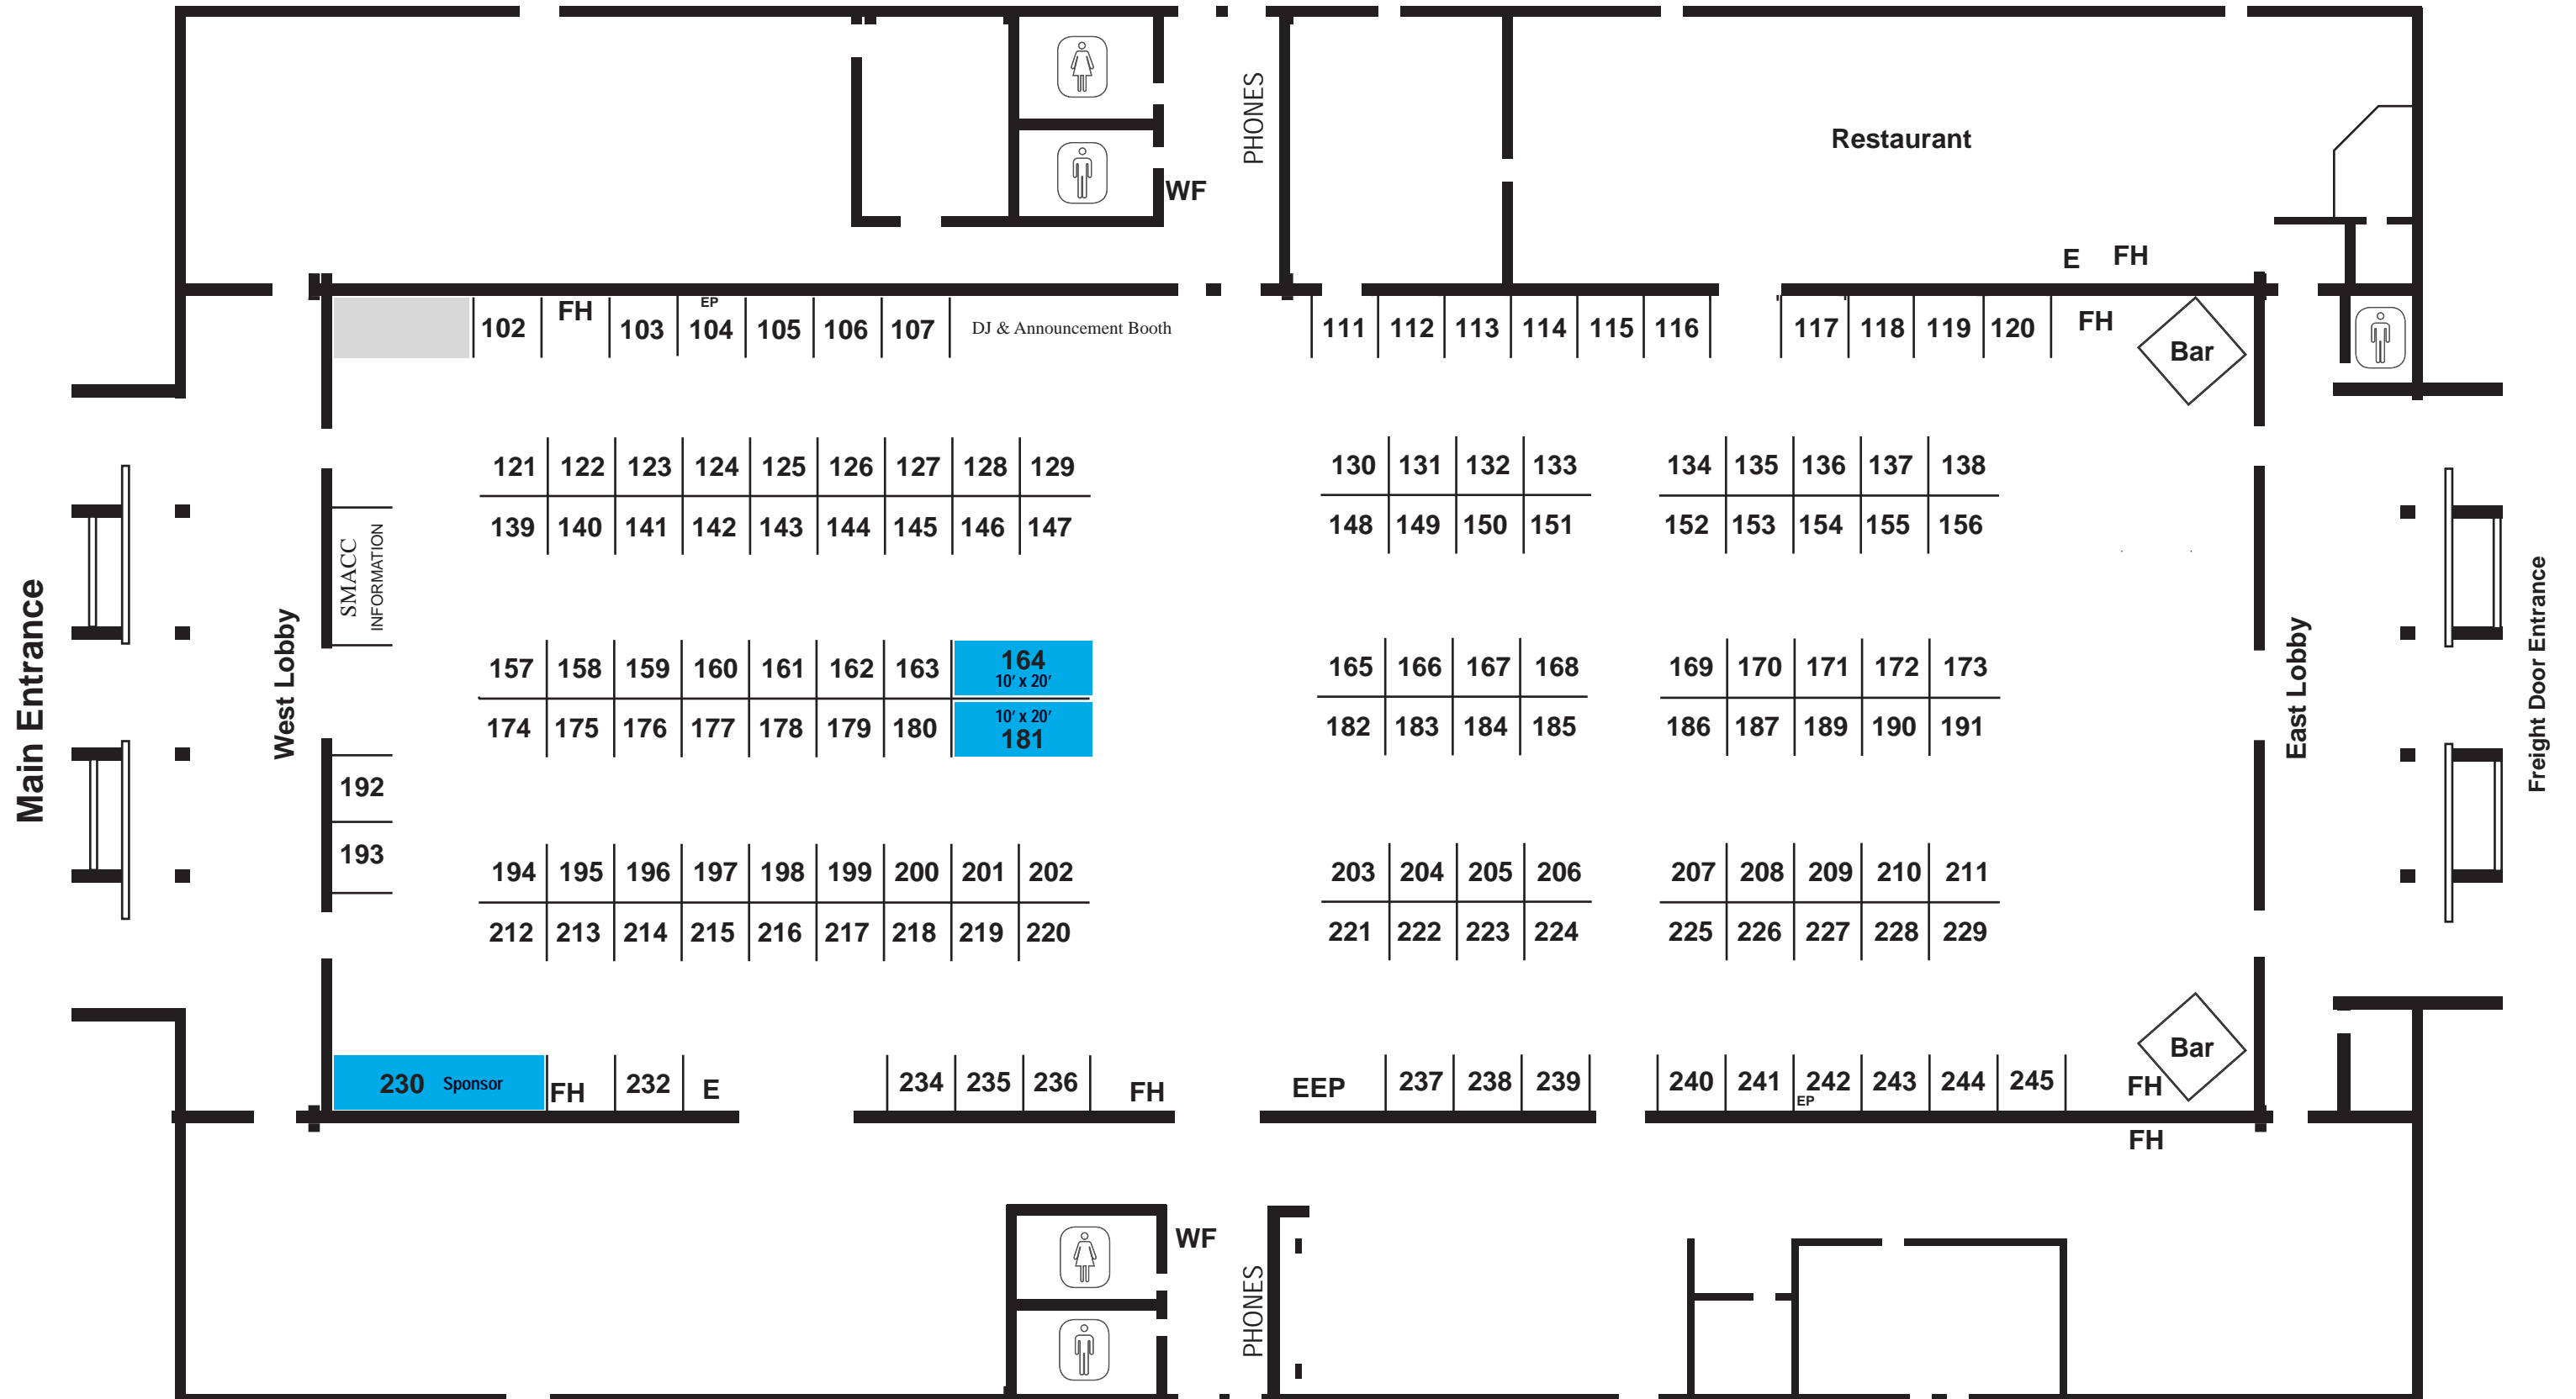 PHONES
Restaurant
WF
E FH
102 FH 103 EP 104 105 106 107 DJ & Announcement Booth 111 112 113 114 115 116 117 118 119 120 FH Bar
121 122 123 124 125 126 127 128 129 130 131 132 133 134 135 136 137 138
139 140 141 142 143 144 145 146 147 148 149 150 151 152 153 154 155 156
SMACC
INFORMATION
Main Entrance
West Lobby
East Lobby
Freight Door Entrance
157 158 159 160 161 162 163 164 165 166 167 168 169 170 171 172 173
10' x 20'
10' x 20'
174 175 176 177 178 179 180 181 182 183 184 185 186 187 189 190 191
192
193
194 195 196 197 198 199 200 201 202 203 204 205 206 207 208 209 210 211
212 213 214 215 216 217 218 219 220 221 222 223 224 225 226 227 228 229
Bar
230 Sponsor FH 232 E 234 235 236 FH EEP 237 238 239 240 241 242 243 244 245 FH
EP
FH
WF
PHONES